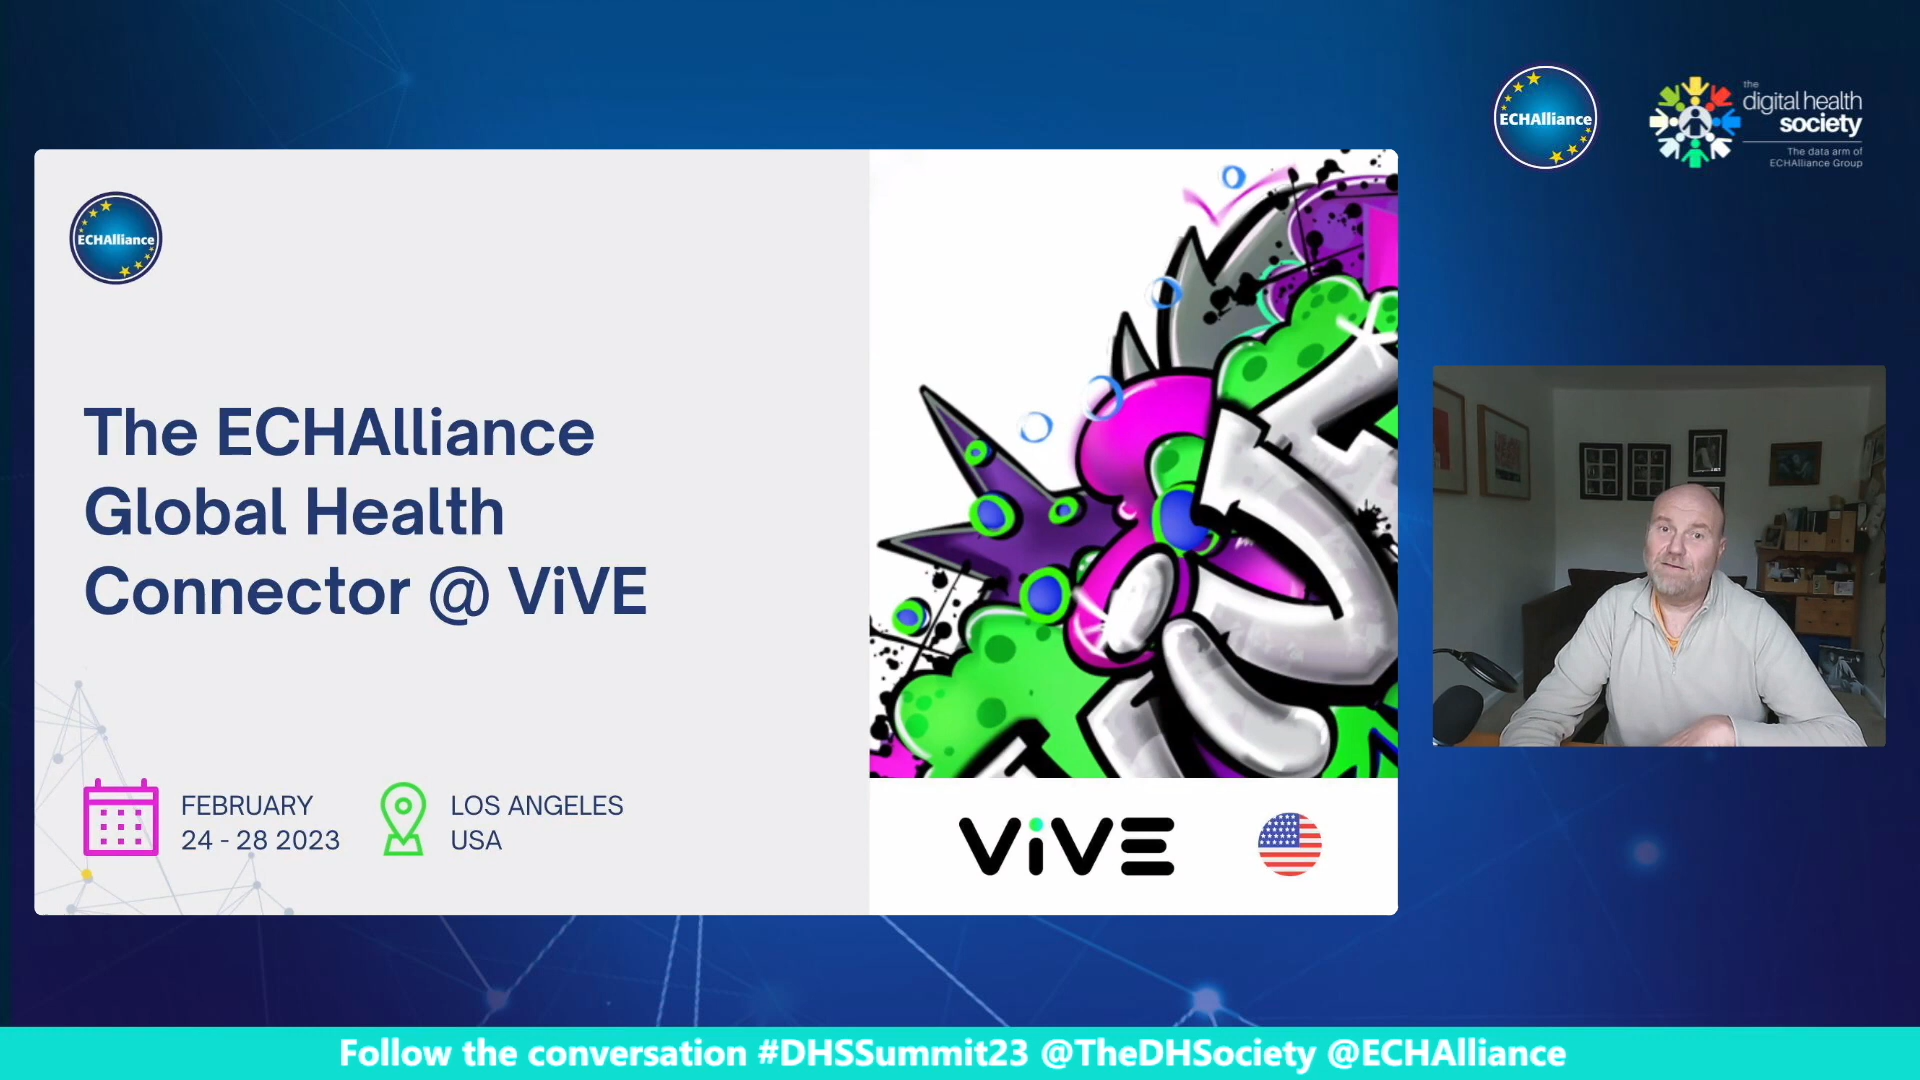 ECHAlliance
the
digital health
society
The data arm of
ECHAlliance Group
ECHAlliance
The ECHAlliance
Global Health
Connector @ ViVE
FEBRUARY
24 - 28 2023
LOS ANGELES
USA
ViVE
Follow the conversation #DHSSummit23 @TheDHSociety @ECHAlliance